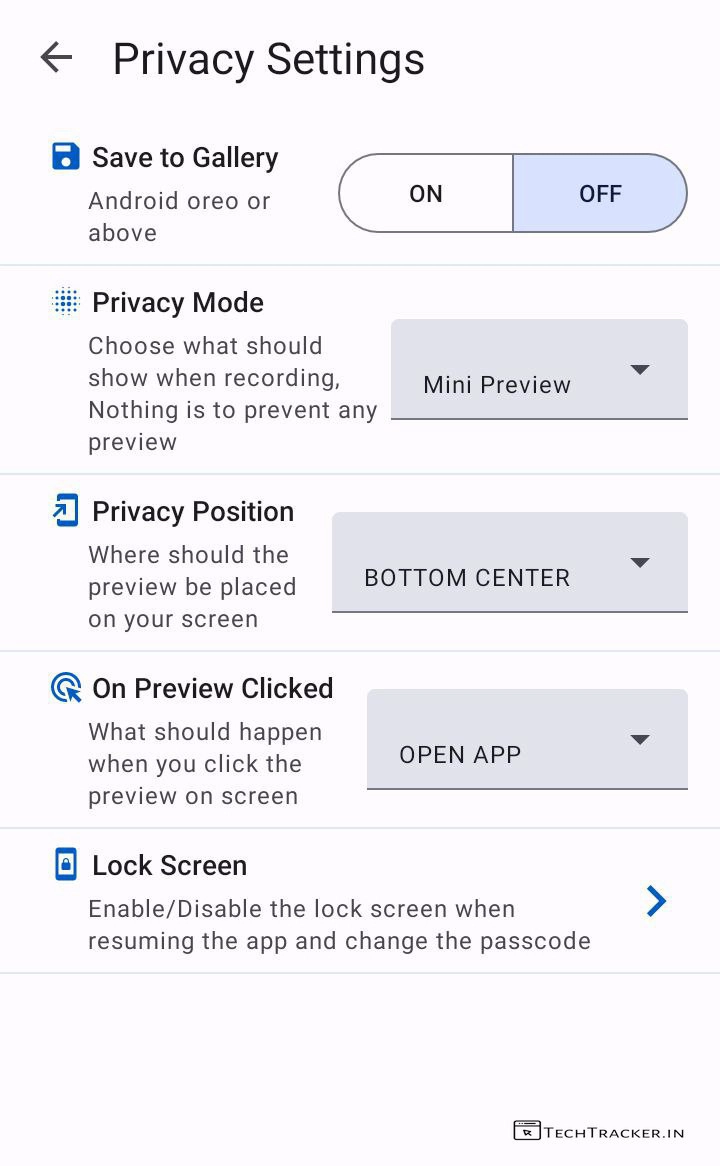 Privacy Settings
Save to Gallery
Android oreo or
above
ON
OFF
Privacy Mode
Choose what should
show when recording,
Nothing is to prevent any
preview
Mini Preview
Privacy Position
Where should the
preview be placed
on your screen
BOTTOM CENTER
On Preview Clicked
What should happen
when you click the
preview on screen
OPEN APP
Lock Screen
Enable/Disable the lock screen when
resuming the app and change the passcode
TECHTRACKER.IN